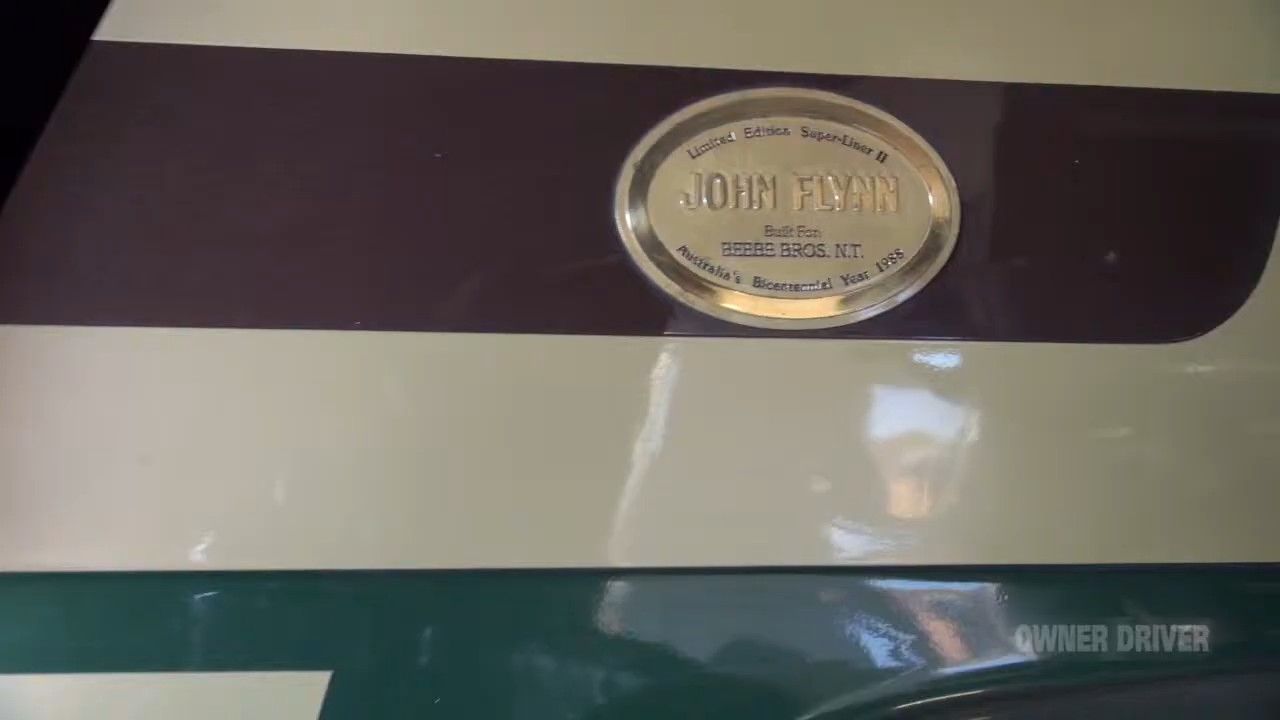 Limited Edition Super-Liner II
JOHN FLYNN
Built For:
BEEBE BROS. N.T.
Australia's Bicentennial Year 1988
OWNER DRIVER